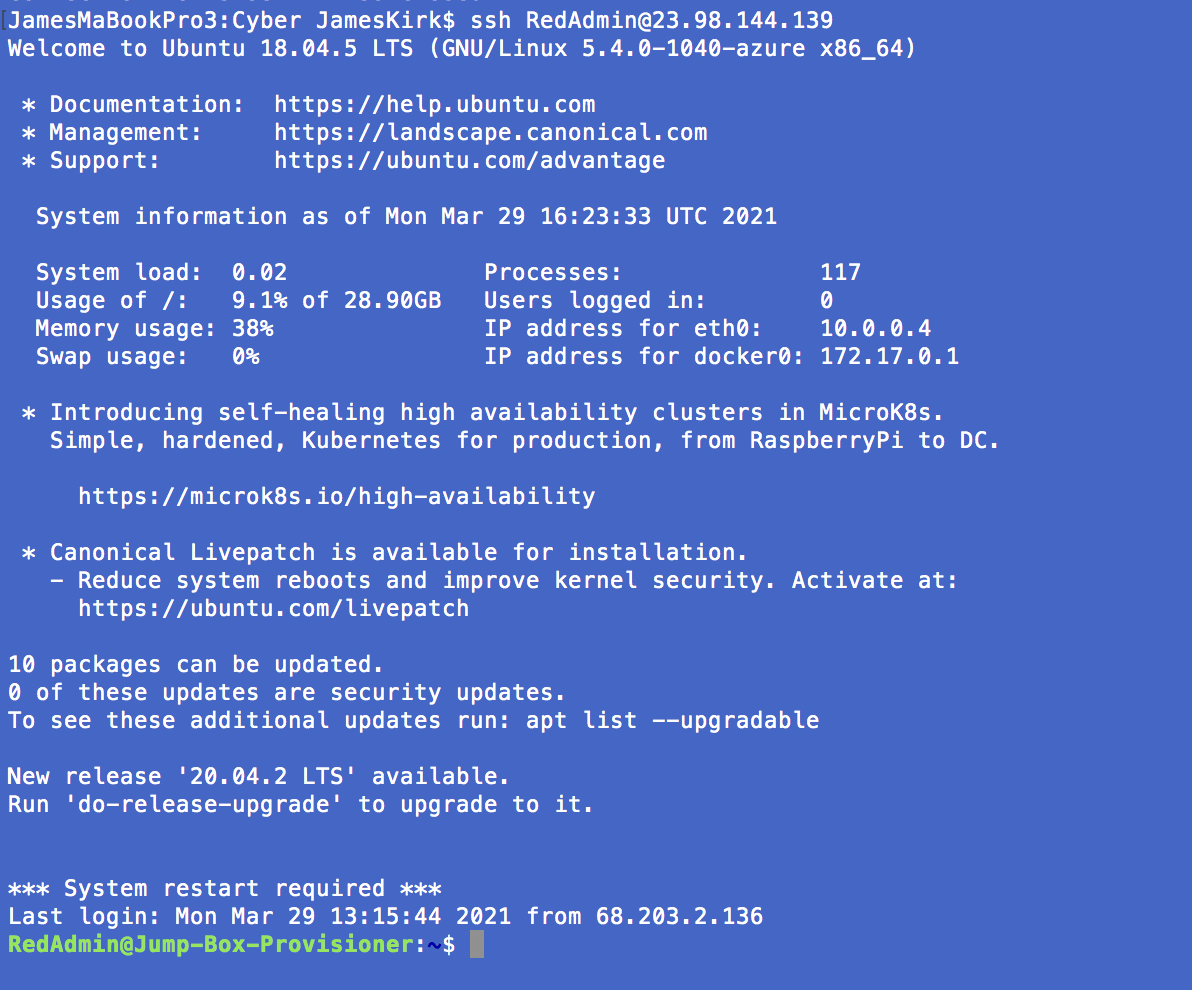 [JamesMaBookPro3:Cyber JamesKirk$ ssh RedAdmin@23.98.144.139
Welcome to Ubuntu 18.04.5 LTS (GNU/Linux 5.4.0-1040-azure x86_64)
* Documentation:  https://help.ubuntu.com
* Management:     https://landscape.canonical.com
* Support:        https://ubuntu.com/advantage
System information as of Mon Mar 29 16:23:33 UTC 2021
System load:  0.02              Processes:              117
Usage of /:   9.1% of 28.90GB   Users logged in:        0
Memory usage: 38%               IP address for eth0:    10.0.0.4
Swap usage:   0%                IP address for docker0: 172.17.0.1
* Introducing self-healing high availability clusters in MicroK8s.
Simple, hardened, Kubernetes for production, from RaspberryPi to DC.
https://microk8s.io/high-availability
* Canonical Livepatch is available for installation.
- Reduce system reboots and improve kernel security. Activate at:
https://ubuntu.com/livepatch
10 packages can be updated.
0 of these updates are security updates.
To see these additional updates run: apt list --upgradable
New release '20.04.2 LTS' available.
Run 'do-release-upgrade' to upgrade to it.
*** System restart required ***
Last login: Mon Mar 29 13:15:44 2021 from 68.203.2.136
RedAdmin@Jump-Box-Provisioner:~$